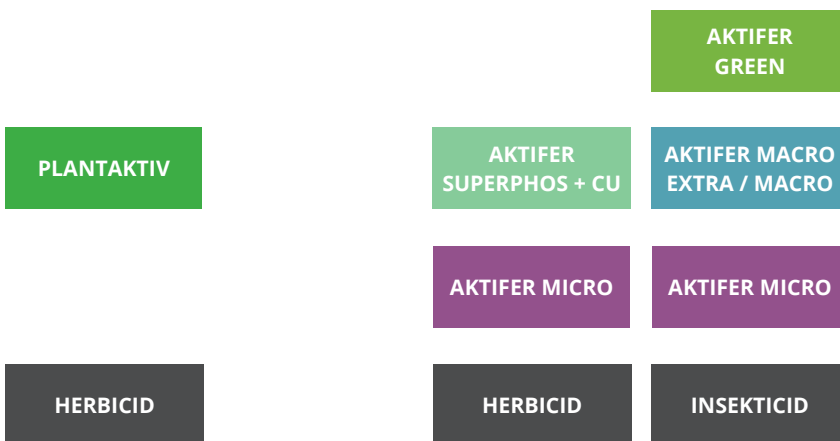 AKTIFER
GREEN
PLANTAKTIV
AKTIFER
SUPERPHOS + CU
AKTIFER MACRO
EXTRA / MACRO
AKTIFER MICRO
AKTIFER MICRO
HERBICID
HERBICID
INSEKTICID